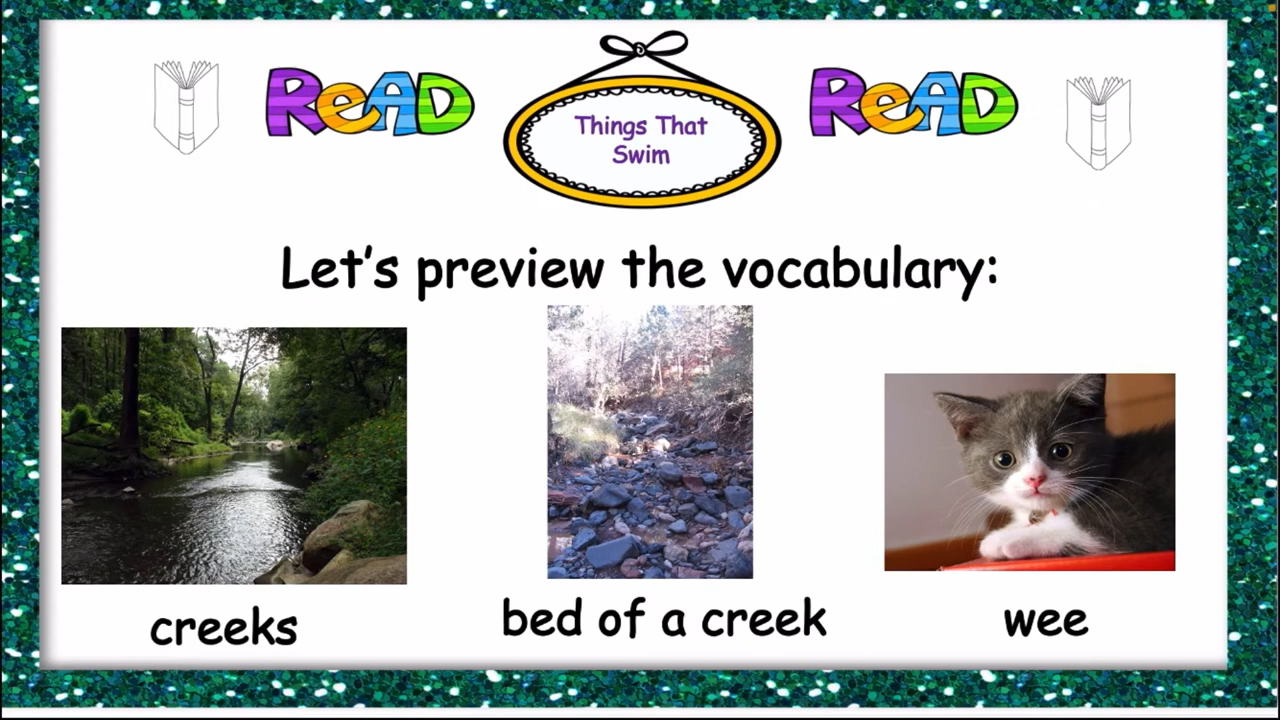 ReAD
Things That
Swim
ReAD
Let's preview the vocabulary:
creeks
bed of a creek
wee